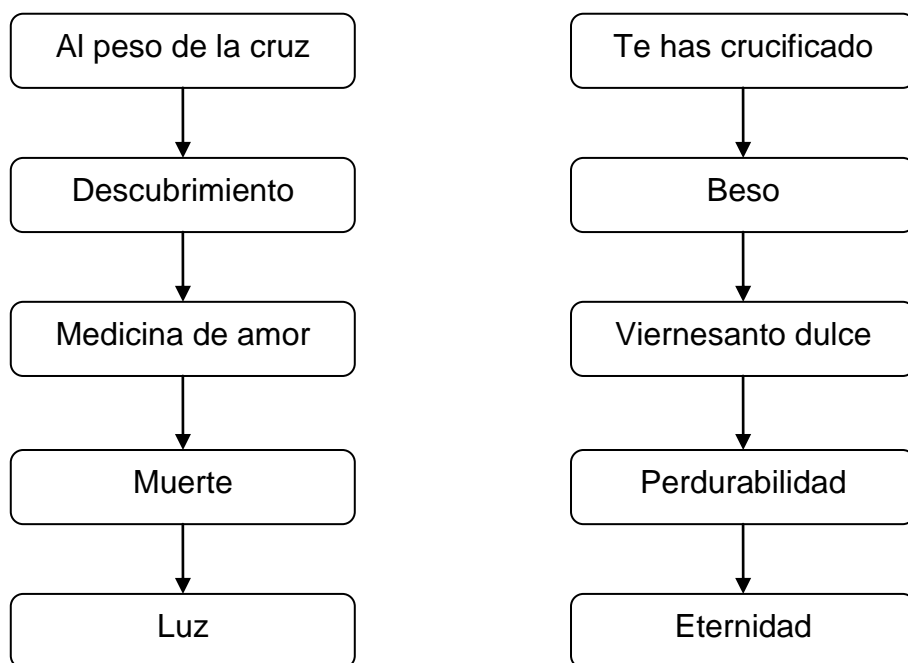 Al peso de la cruz
Descubrimiento
Medicina de amor
Muerte
Luz
Te has crucificado
Beso
Viernesanto dulce
Perdurabilidad
Eternidad